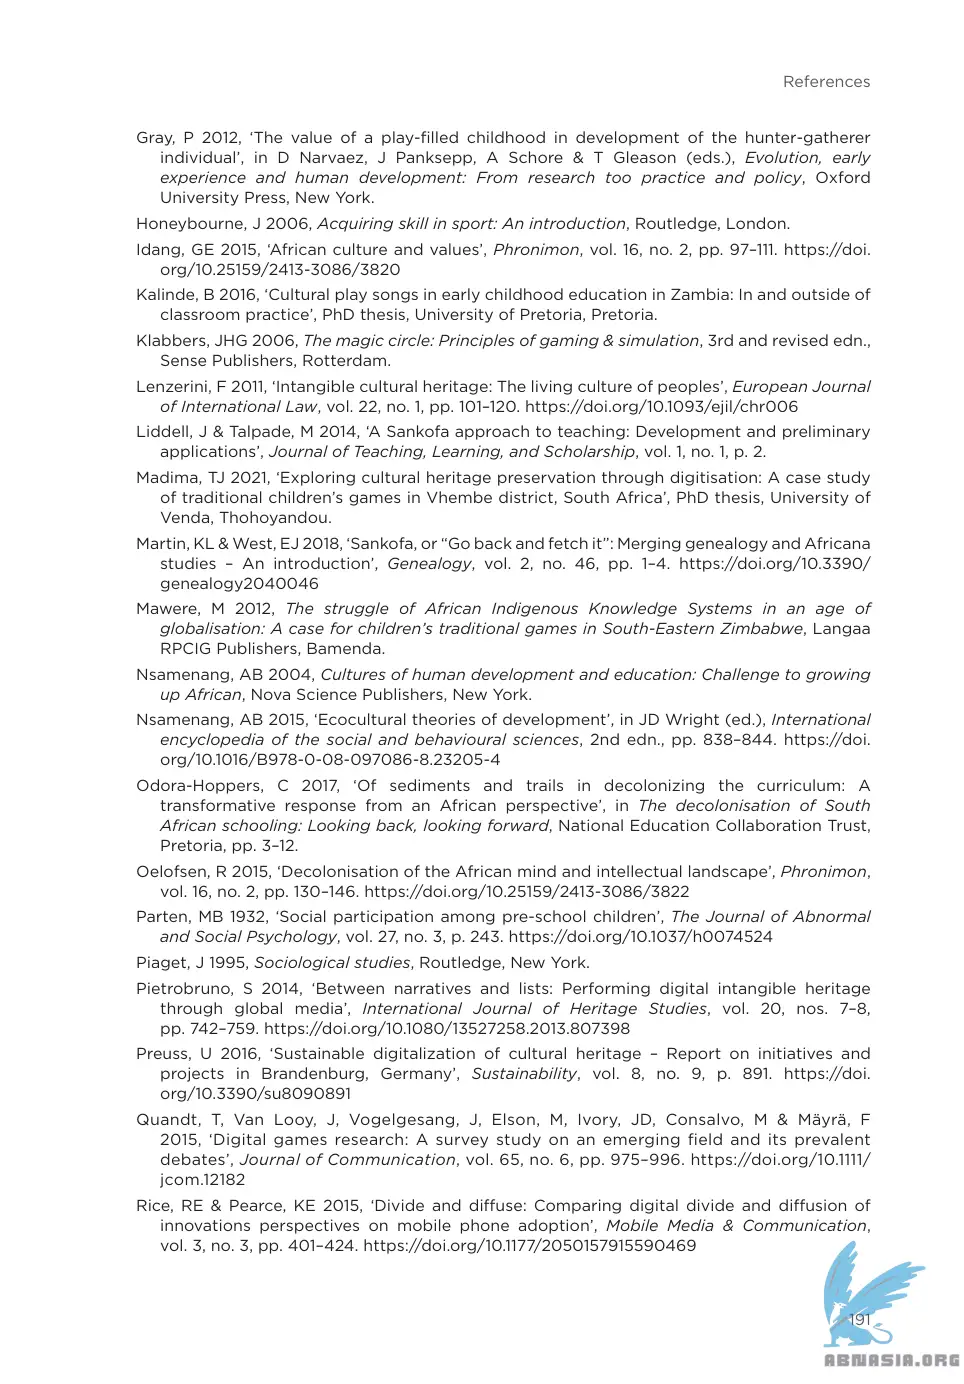 References
Gray, P 2012, ‘The value of a play-filled childhood in development of the hunter-gatherer
individual’, in D Narvaez, J Panksepp, A Schore & T Gleason (eds.), Evolution, early
experience and human development: From research too practice and policy, Oxford
University Press, New York.
Honeybourne, J 2006, Acquiring skill in sport: An introduction, Routledge, London.
Idang, GE 2015, ‘African culture and values’, Phronimon, vol. 16, no. 2, pp. 97–111. https://doi.
org/10.25159/2413-3086/3820
Kalinde, B 2016, ‘Cultural play songs in early childhood education in Zambia: In and outside of
classroom practice’, PhD thesis, University of Pretoria, Pretoria.
Klabbers, JHG 2006, The magic circle: Principles of gaming & simulation, 3rd and revised edn.,
Sense Publishers, Rotterdam.
Lenzerini, F 2011, ‘Intangible cultural heritage: The living culture of peoples’, European Journal
of International Law, vol. 22, no. 1, pp. 101–120. https://doi.org/10.1093/ejil/chr006
Liddell, J & Talpade, M 2014, ‘A Sankofa approach to teaching: Development and preliminary
applications’, Journal of Teaching, Learning, and Scholarship, vol. 1, no. 1, p. 2.
Madima, TJ 2021, ‘Exploring cultural heritage preservation through digitisation: A case study
of traditional children’s games in Vhembe district, South Africa’, PhD thesis, University of
Venda, Thohoyandou.
Martin, KL & West, EJ 2018, ‘Sankofa, or “Go back and fetch it”: Merging genealogy and Africana
studies – An introduction’, Genealogy, vol. 2, no. 46, pp. 1–4. https://doi.org/10.3390/
genealogy2040046
Mawere, M 2012, The struggle of African Indigenous Knowledge Systems in an age of
globalisation: A case for children’s traditional games in South-Eastern Zimbabwe, Langaa
RPCIG Publishers, Bamenda.
Nsamenang, AB 2004, Cultures of human development and education: Challenge to growing
up African, Nova Science Publishers, New York.
Nsamenang, AB 2015, ‘Ecocultural theories of development’, in JD Wright (ed.), International
encyclopedia of the social and behavioural sciences, 2nd edn., pp. 838–844. https://doi.
org/10.1016/B978-0-08-097086-8.23205-4
Odora-Hoppers, C 2017, ‘Of sediments and trails in decolonizing the curriculum: A
transformative response from an African perspective’, in The decolonisation of South
African schooling: Looking back, looking forward, National Education Collaboration Trust,
Pretoria, pp. 3–12.
Oelofsen, R 2015, ‘Decolonisation of the African mind and intellectual landscape’, Phronimon,
vol. 16, no. 2, pp. 130–146. https://doi.org/10.25159/2413-3086/3822
Parten, MB 1932, ‘Social participation among pre-school children’, The Journal of Abnormal
and Social Psychology, vol. 27, no. 3, p. 243. https://doi.org/10.1037/h0074524
Piaget, J 1995, Sociological studies, Routledge, New York.
Pietrobruno, S 2014, ‘Between narratives and lists: Performing digital intangible heritage
through global media’, International Journal of Heritage Studies, vol. 20, nos. 7–8,
pp. 742–759. https://doi.org/10.1080/13527258.2013.807398
Preuss, U 2016, ‘Sustainable digitalization of cultural heritage – Report on initiatives and
projects in Brandenburg, Germany’, Sustainability, vol. 8, no. 9, p. 891. https://doi.
org/10.3390/su8090891
Quandt, T, Van Looy, J, Vogelgesang, J, Elson, M, Ivory, JD, Consalvo, M & Mäyrä, F
2015, ‘Digital games research: A survey study on an emerging field and its prevalent
debates’, Journal of Communication, vol. 65, no. 6, pp. 975–996. https://doi.org/10.1111/
jcom.12182
Rice, RE & Pearce, KE 2015, ‘Divide and diffuse: Comparing digital divide and diffusion of
innovations perspectives on mobile phone adoption’, Mobile Media & Communication,
vol. 3, no. 3, pp. 401–424. https://doi.org/10.1177/2050157915590469
191
ABNASIA.ORG